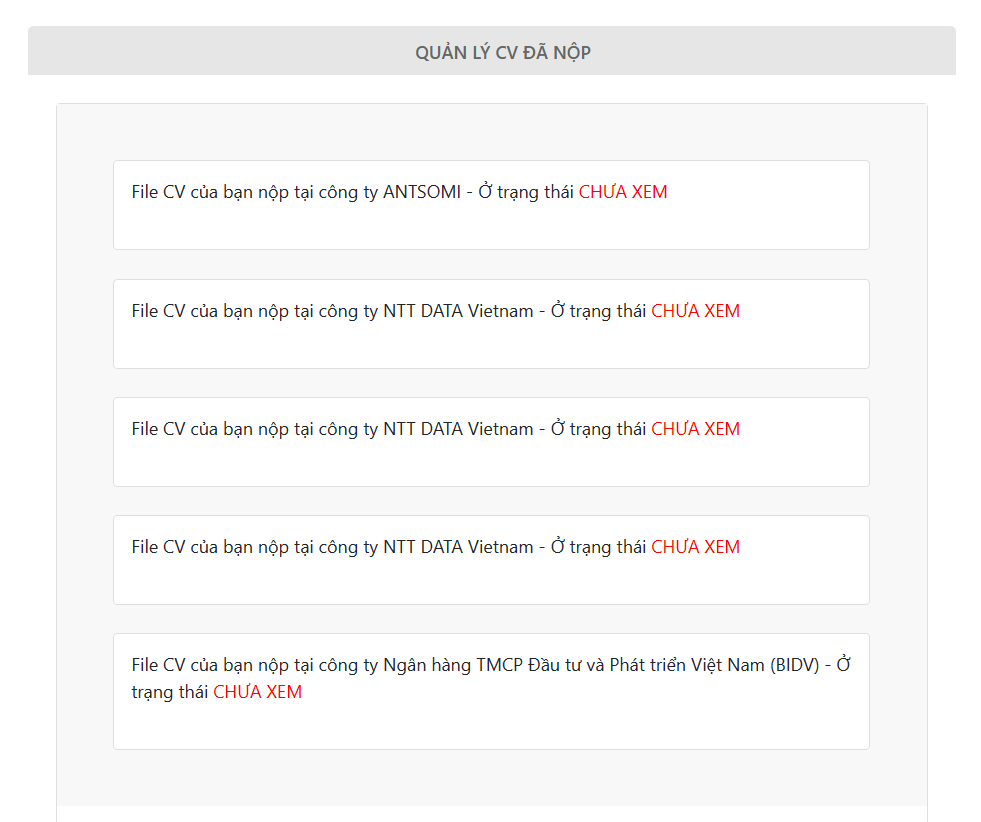 QUẢN LÝ CV ĐÃ NỘP
File CV của bạn nộp tại công ty ANTSOMI - Ở trạng thái CHƯA XEM
File CV của bạn nộp tại công ty NTT DATA Vietnam - Ở trạng thái CHƯA XEM
File CV của bạn nộp tại công ty NTT DATA Vietnam - Ở trạng thái CHƯA XEM
File CV của bạn nộp tại công ty NTT DATA Vietnam - Ở trạng thái CHƯA XEM
File CV của bạn nộp tại công ty Ngân hàng TMCP Đầu tư và Phát triển Việt Nam (BIDV) - Ở
trạng thái CHƯA XEM